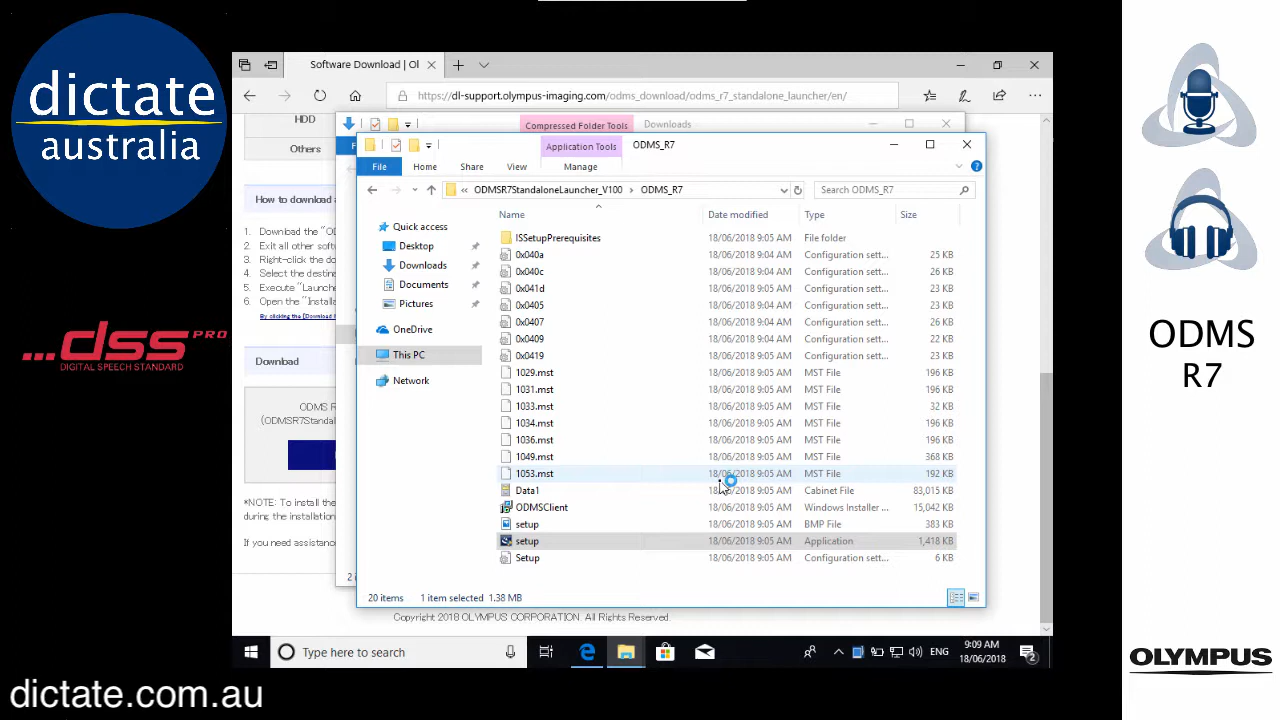 dictate
australia
...dss PRO
DIGITAL SPEECH STANDARD
dictate.com.au
Software Download | Ol
https://dl-support.olympus-imaging.com/odms_download/odms_r7_standalone_launcher/en/
HDD
Others
How to download a
1. Download the "OD
2. Exit all other softw
3. Right-click the do
4. Select the destina
5. Execute "Launche
6. Open the "Installa
By clicking the [Download
Download
ODMS R
(ODMSR7Standal
*NOTE: To install the
during the installation
If you need assistanc
Copyright 2018 OLYMPUS CORPORATION. All Rights Reserved.
Compressed Folder Tools
Downloads
Application Tools
ODMS_R7
File
Home
Share
View
Manage
ODMSR7StandaloneLauncher_V100
ODMS_R7
Search ODMS_R7
Quick access
Desktop
Downloads
Documents
Pictures
OneDrive
This PC
Network
Name Date modified Type Size
ISSetupPrerequisites 18/06/2018 9:05 AM File folder
0x040a 18/06/2018 9:04 AM Configuration sett... 25 KB
0x040c 18/06/2018 9:05 AM Configuration sett... 26 KB
0x041d 18/06/2018 9:05 AM Configuration sett... 23 KB
0x0405 18/06/2018 9:04 AM Configuration sett... 23 KB
0x0407 18/06/2018 9:04 AM Configuration sett... 26 KB
0x0409 18/06/2018 9:04 AM Configuration sett... 22 KB
0x0419 18/06/2018 9:05 AM Configuration sett... 23 KB
1029.mst 18/06/2018 9:05 AM MST File 196 KB
1031.mst 18/06/2018 9:05 AM MST File 196 KB
1033.mst 18/06/2018 9:05 AM MST File 32 KB
1034.mst 18/06/2018 9:05 AM MST File 196 KB
1036.mst 18/06/2018 9:05 AM MST File 196 KB
1049.mst 18/06/2018 9:05 AM MST File 368 KB
1053.mst 18/06/2018 9:05 AM MST File 192 KB
Data1 18/06/2018 9:05 AM Cabinet File 83,015 KB
ODMSClient 18/06/2018 9:05 AM Windows Installer ... 15,042 KB
setup 18/06/2018 9:05 AM BMP File 383 KB
setup 18/06/2018 9:05 AM Application 1,418 KB
Setup 18/06/2018 9:05 AM Configuration sett... 6 KB
20 items 1 item selected 1.38 MB
Type here to search
ENG
9:09 AM
18/06/2018
2
ODMS
R7
OLYMPUS